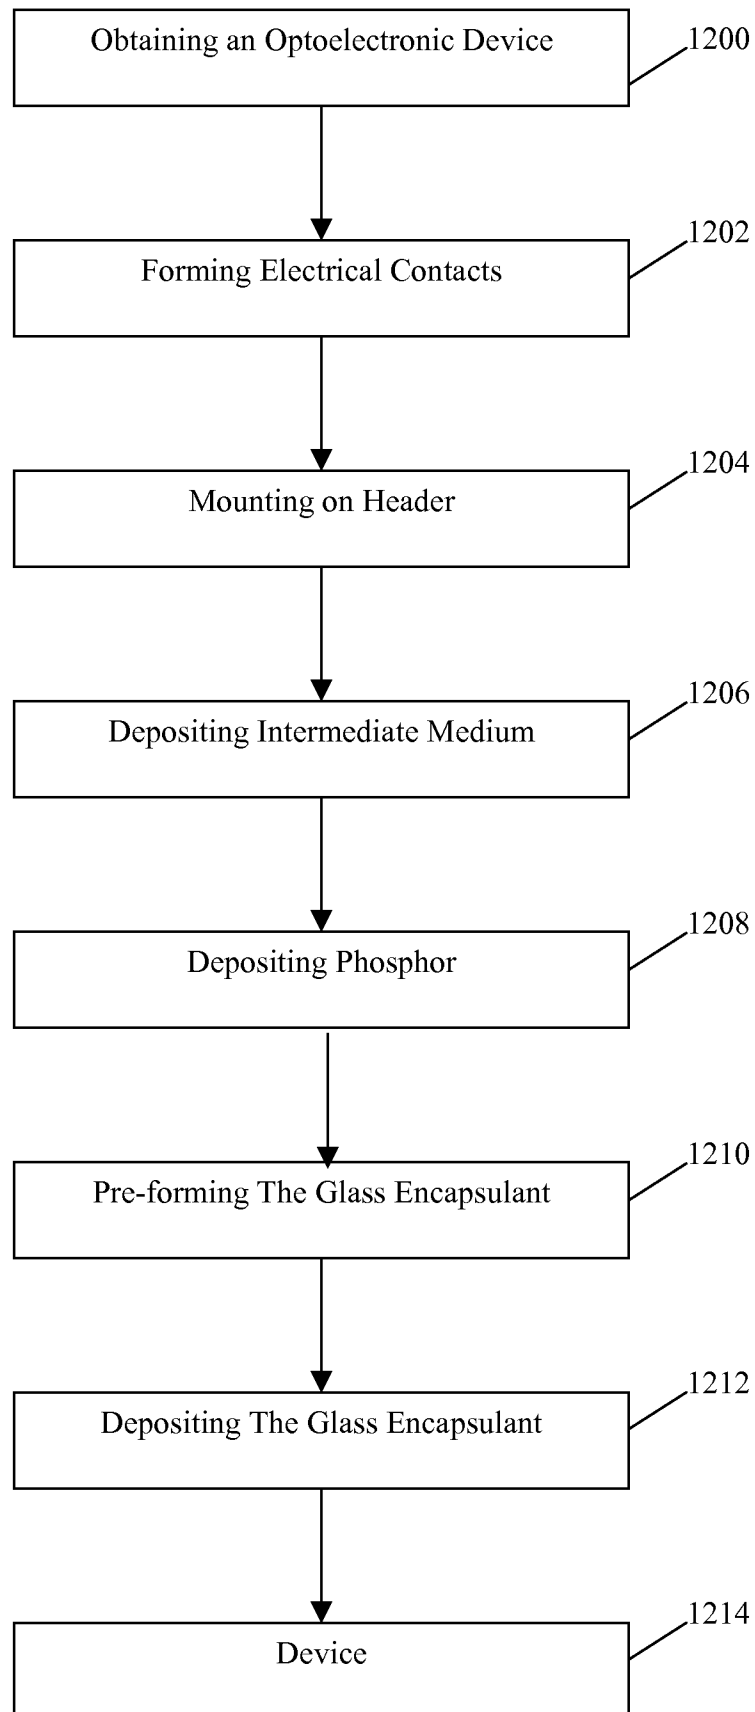 Obtaining an Optoelectronic Device
1200
Forming Electrical Contacts
1202
Mounting on Header
1204
Depositing Intermediate Medium
1206
Depositing Phosphor
1208
Pre-forming The Glass Encapsulant
1210
Depositing The Glass Encapsulant
1212
Device
1214